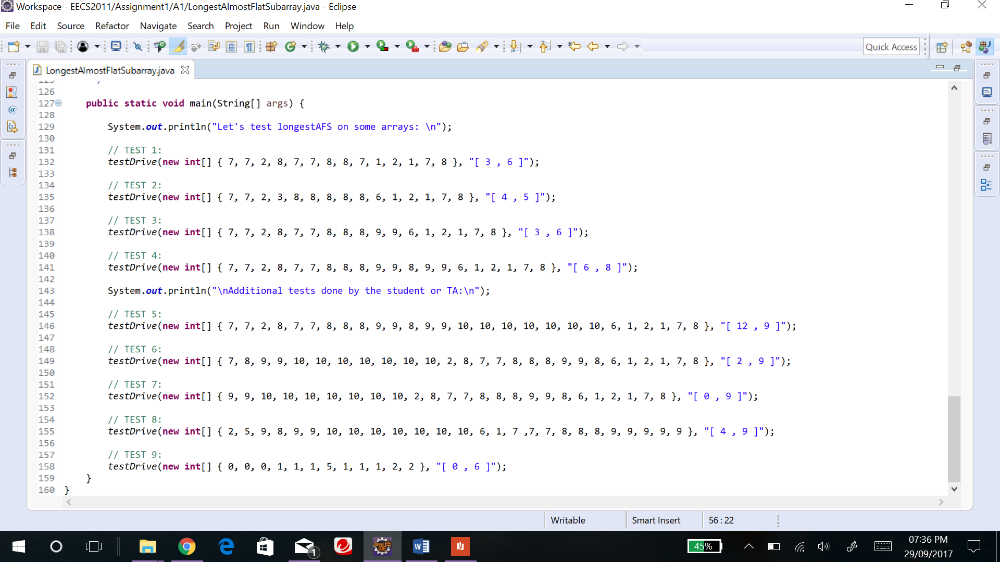 Workspace - EECS2011/Assignment1/A1/LongestAlmostFlatSubarray.java - Eclipse
File Edit Source Refactor Navigate Search Project Run Window Help
Quick Access
LongestAlmostFlatSubarray.java
126
127 public static void main(String[] args) {
128
129 System.out.println("Let's test longestAFS on some arrays: \n");
130
131 // TEST 1:
132 testDrive(new int[] { 7, 7, 2, 8, 7, 7, 8, 8, 7, 1, 2, 1, 7, 8 }, "[ 3 , 6 ]");
133
134 // TEST 2:
135 testDrive(new int[] { 7, 7, 2, 3, 8, 8, 8, 8, 8, 6, 1, 2, 1, 7, 8 }, "[ 4 , 5 ]");
136
137 // TEST 3:
138 testDrive(new int[] { 7, 7, 2, 8, 7, 7, 8, 8, 8, 9, 9, 6, 1, 2, 1, 7, 8 }, "[ 3 , 6 ]");
139
140 // TEST 4:
141 testDrive(new int[] { 7, 7, 2, 8, 7, 7, 8, 8, 8, 9, 9, 8, 9, 9, 6, 1, 2, 1, 7, 8 }, "[ 6 , 8 ]");
142
143 System.out.println("\nAdditional tests done by the student or TA:\n");
144
145 // TEST 5:
146 testDrive(new int[] { 7, 7, 2, 8, 7, 7, 8, 8, 8, 9, 9, 8, 9, 9, 10, 10, 10, 10, 10, 10, 10, 6, 1, 2, 1, 7, 8 }, "[ 12 , 9 ]");
147
148 // TEST 6:
149 testDrive(new int[] { 7, 8, 9, 9, 10, 10, 10, 10, 10, 10, 10, 2, 8, 7, 7, 8, 8, 8, 9, 9, 8, 6, 1, 2, 1, 7, 8 }, "[ 2 , 9 ]");
150
151 // TEST 7:
152 testDrive(new int[] { 9, 9, 10, 10, 10, 10, 10, 10, 10, 2, 8, 7, 7, 8, 8, 8, 9, 9, 8, 6, 1, 2, 1, 7, 8 }, "[ 0 , 9 ]");
153
154 // TEST 8:
155 testDrive(new int[] { 2, 5, 9, 8, 9, 9, 10, 10, 10, 10, 10, 10, 10, 6, 1, 7 ,7, 7, 8, 8, 8, 9, 9, 9, 9, 9 }, "[ 4 , 9 ]");
156
157 // TEST 9:
158 testDrive(new int[] { 0, 0, 0, 1, 1, 1, 5, 1, 1, 1, 2, 2 }, "[ 0 , 6 ]");
159 }
160 }
Writable Smart Insert 56 : 22
Java EE IDE
1
45%
07:36 PM
29/09/2017